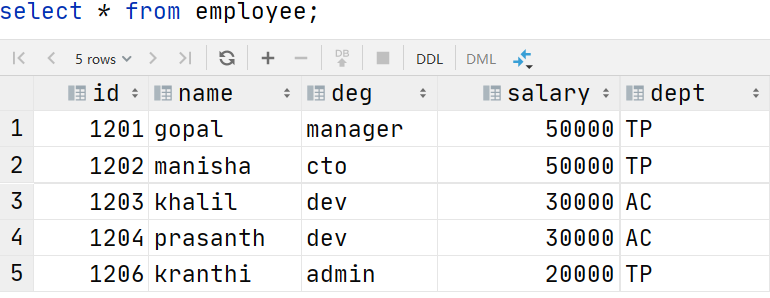 select * from employee;
5 rows DB DDL DML
id name deg salary dept
1 1201 gopal manager 50000 TP
2 1202 manisha cto 50000 TP
3 1203 khalil dev 30000 AC
4 1204 prasanth dev 30000 AC
5 1206 kranthi admin 20000 TP